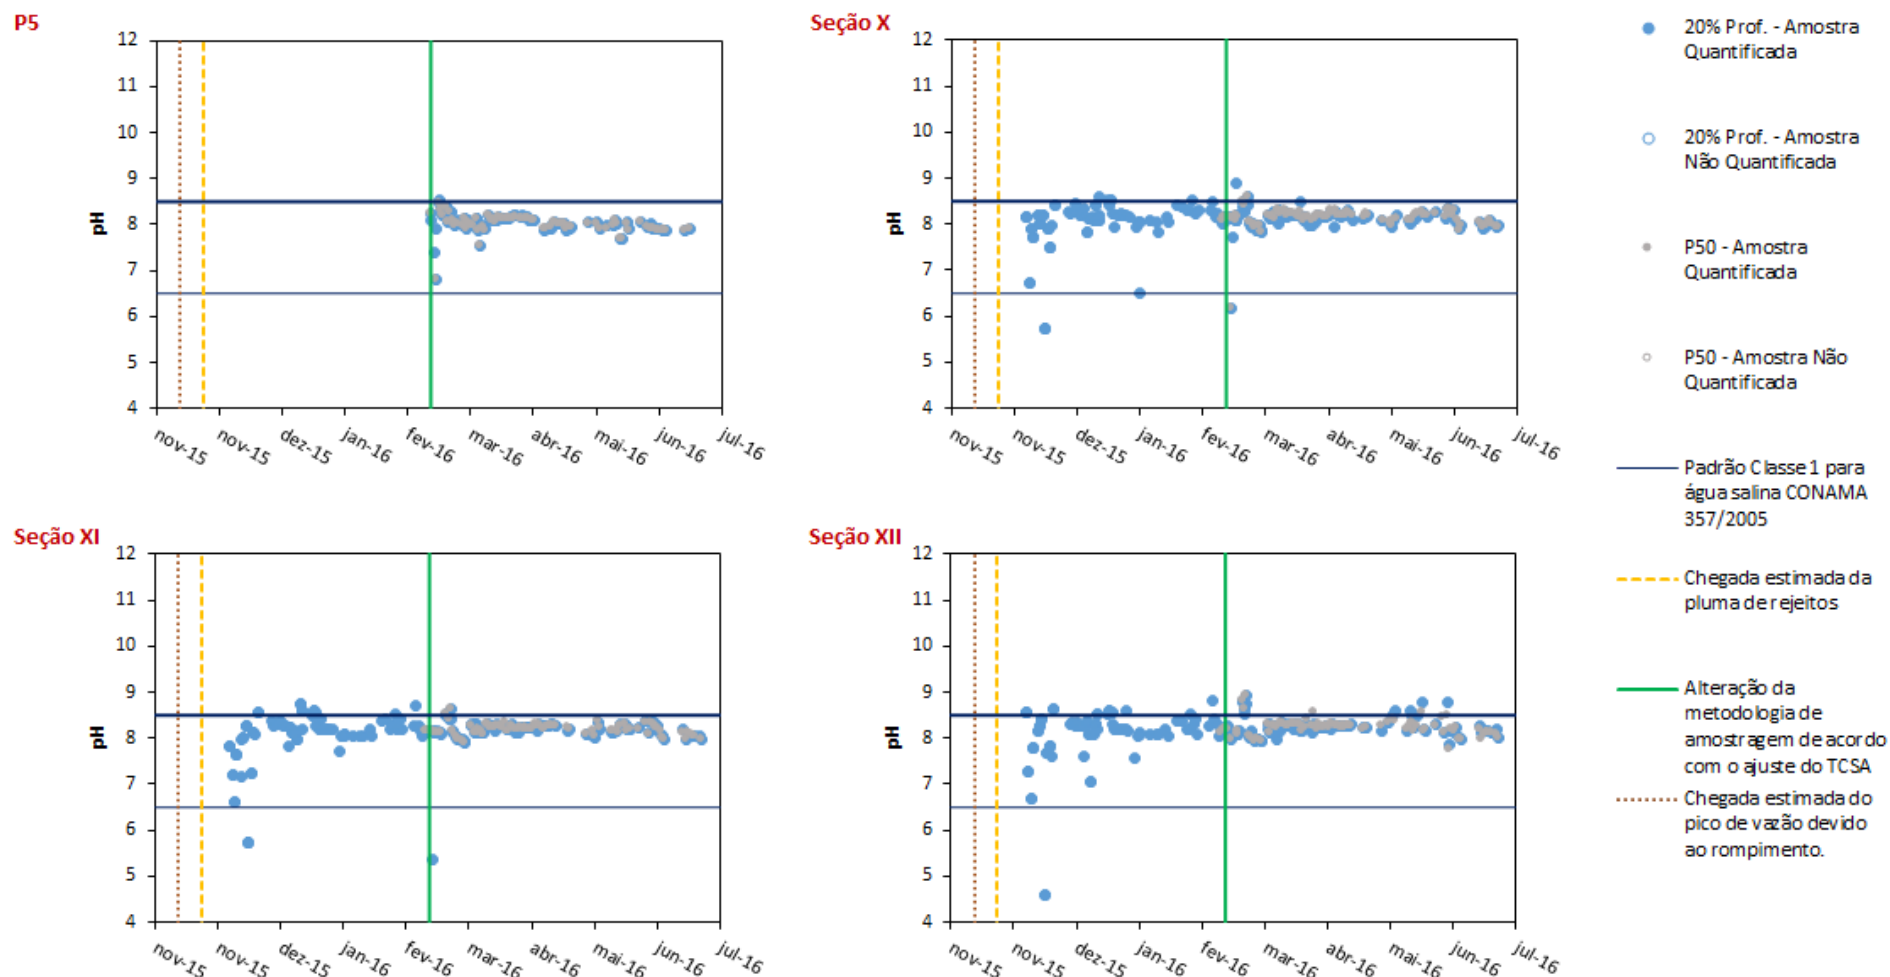 P5
12
11
10
9
8
7
6
5
4
pH
nov-15
nov-15
dez-15
jan-16
fev-16
mar-16
abr-16
mai-16
jun-16
jul-16
Seção X
12
11
10
9
8
7
6
5
4
pH
nov-15
nov-15
dez-15
jan-16
fev-16
mar-16
abr-16
mai-16
jun-16
jul-16
Seção XI
12
11
10
9
8
7
6
5
4
pH
nov-15
nov-15
dez-15
jan-16
fev-16
mar-16
abr-16
mai-16
jun-16
jul-16
Seção XII
12
11
10
9
8
7
6
5
4
pH
nov-15
nov-15
dez-15
jan-16
fev-16
mar-16
abr-16
mai-16
jun-16
jul-16
20% Prof. - Amostra
Quantificada
20% Prof. - Amostra
Não Quantificada
P50 - Amostra
Quantificada
P50 - Amostra Não
Quantificada
Padrão Classe 1 para
água salina CONAMA
357/2005
Chegada estimada da
pluma de rejeitos
Alteração da
metodologia de
amostragem de acordo
com o ajuste do TCSA
Chegada estimada do
pico de vazão devido
ao rompimento.